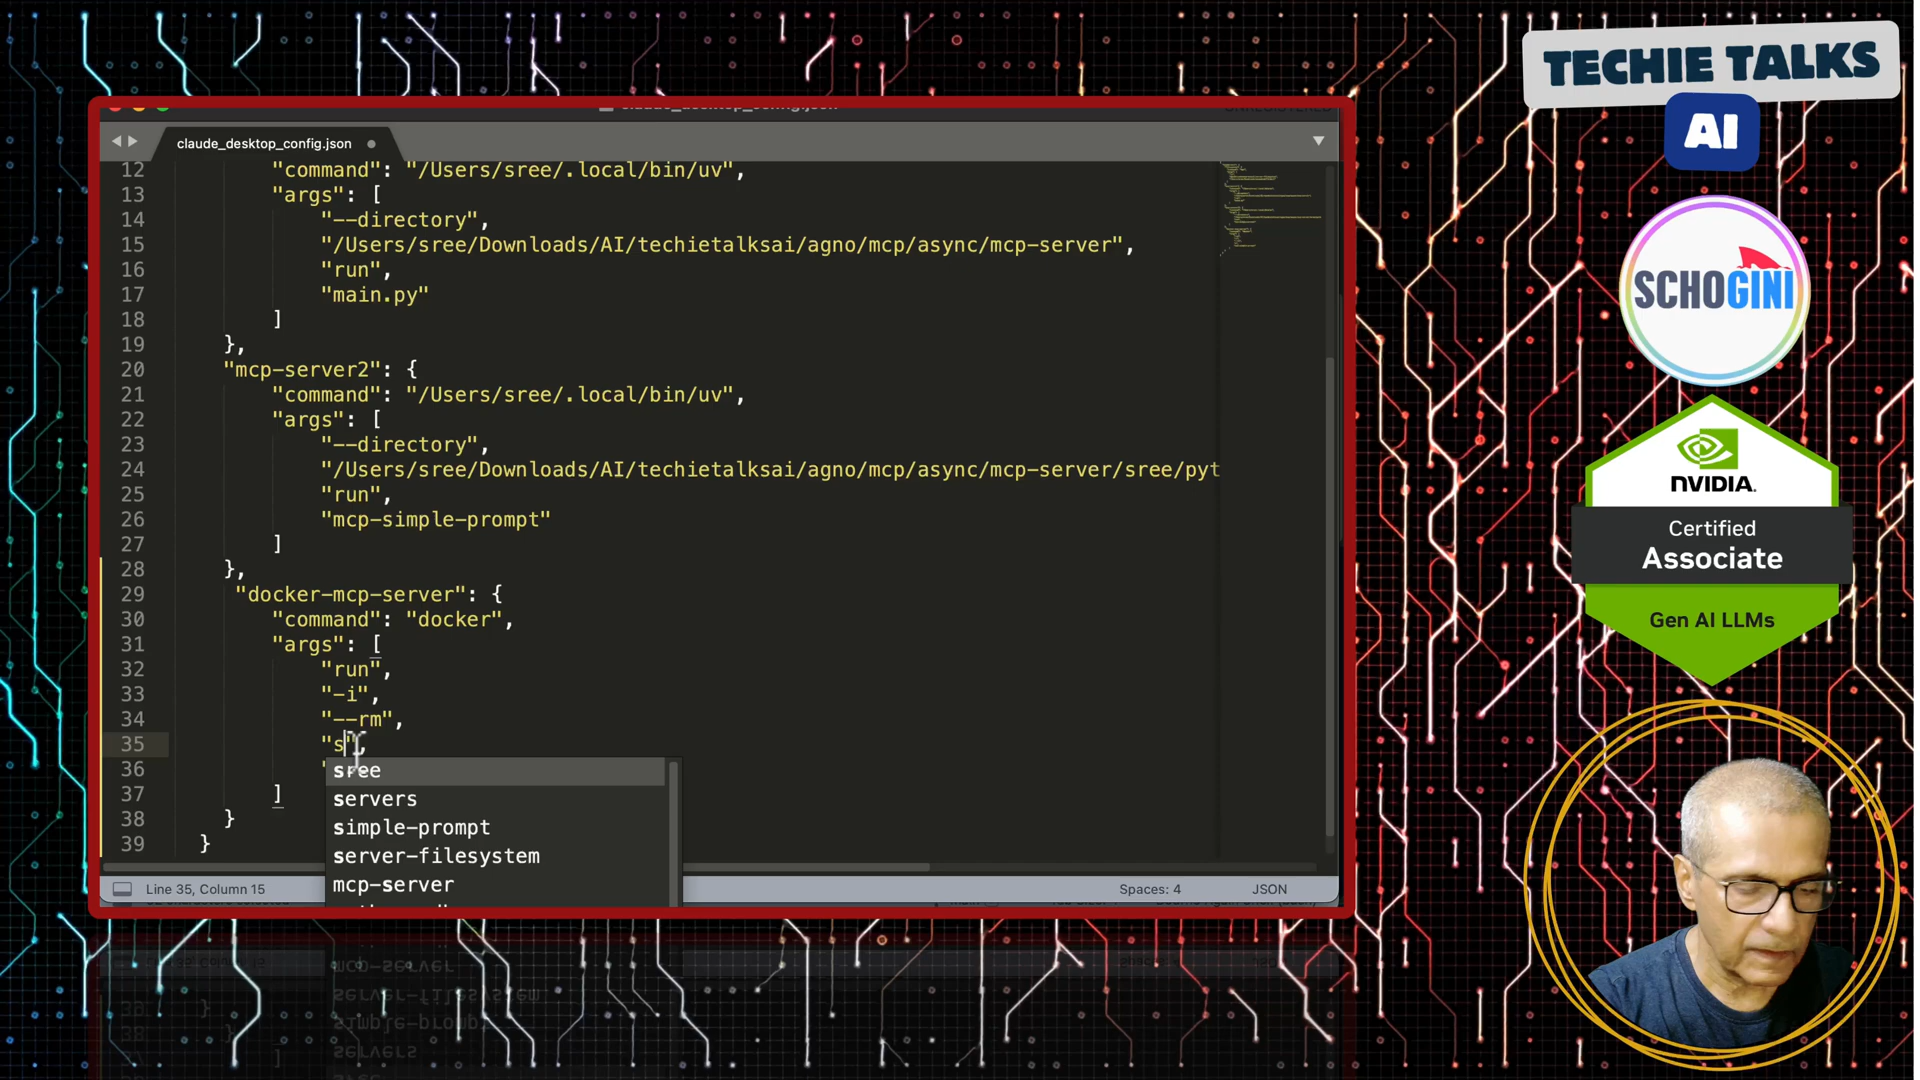 TECHIE TALKS
AI
SCHOGINI
NVIDIA.
Certified
Associate
Gen AI LLMs
claude_desktop_config.json
claude_desktop_config.json
12 "command": "/Users/sree/.local/bin/uv",
13 "args": [
14 "--directory",
15 "/Users/sree/Downloads/AI/techietalksai/agno/mcp/async/mcp-server",
16 "run",
17 "main.py"
18 ]
19 },
20 "mcp-server2": {
21 "command": "/Users/sree/.local/bin/uv",
22 "args": [
23 "--directory",
24 "/Users/sree/Downloads/AI/techietalksai/agno/mcp/async/mcp-server/sree/pyt
25 "run",
26 "mcp-simple-prompt"
27 ]
28 },
29 "docker-mcp-server": {
30 "command": "docker",
31 "args": [
32 "run",
33 "-i",
34 "--rm",
35 "s",
36 "
37 ]
38 }
39 }
sree
servers
simple-prompt
server-filesystem
mcp-server
Line 35, Column 15
Spaces: 4
JSON